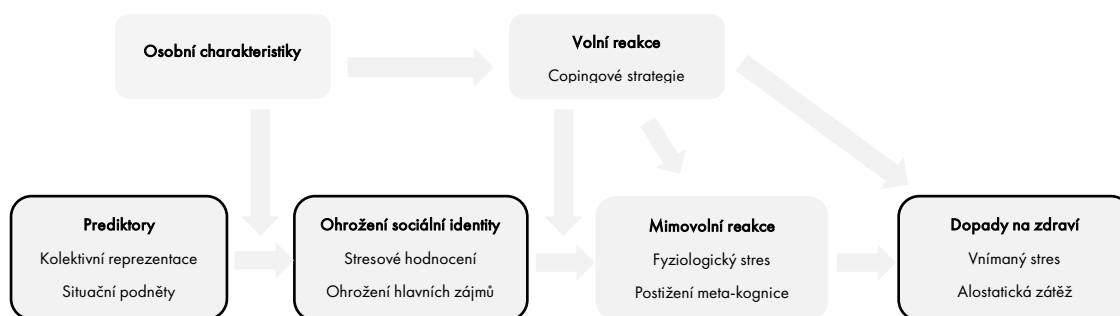 Osobní charakteristiky
Volní reakce
Copingové strategie
Prediktory
Kolektivní reprezentace
Situační podněty
Ohrožení sociální identity
Stresové hodnocení
Ohrožení hlavních zájmů
Mimovolní reakce
Fyziologický stres
Postižení meta-kognice
Dopady na zdraví
Vnímaný stres
Alostatická zátěž